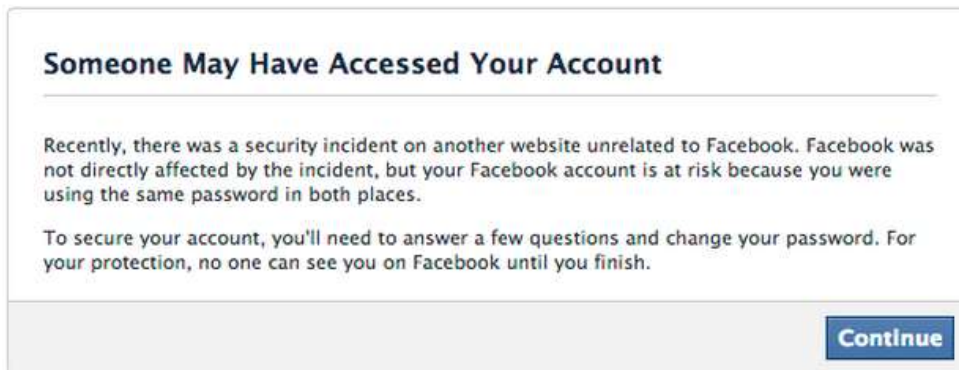 Someone May Have Accessed Your Account
Recently, there was a security incident on another website unrelated to Facebook. Facebook was
not directly affected by the incident, but your Facebook account is at risk because you were
using the same password in both places.
To secure your account, you'll need to answer a few questions and change your password. For
your protection, no one can see you on Facebook until you finish.
Continue